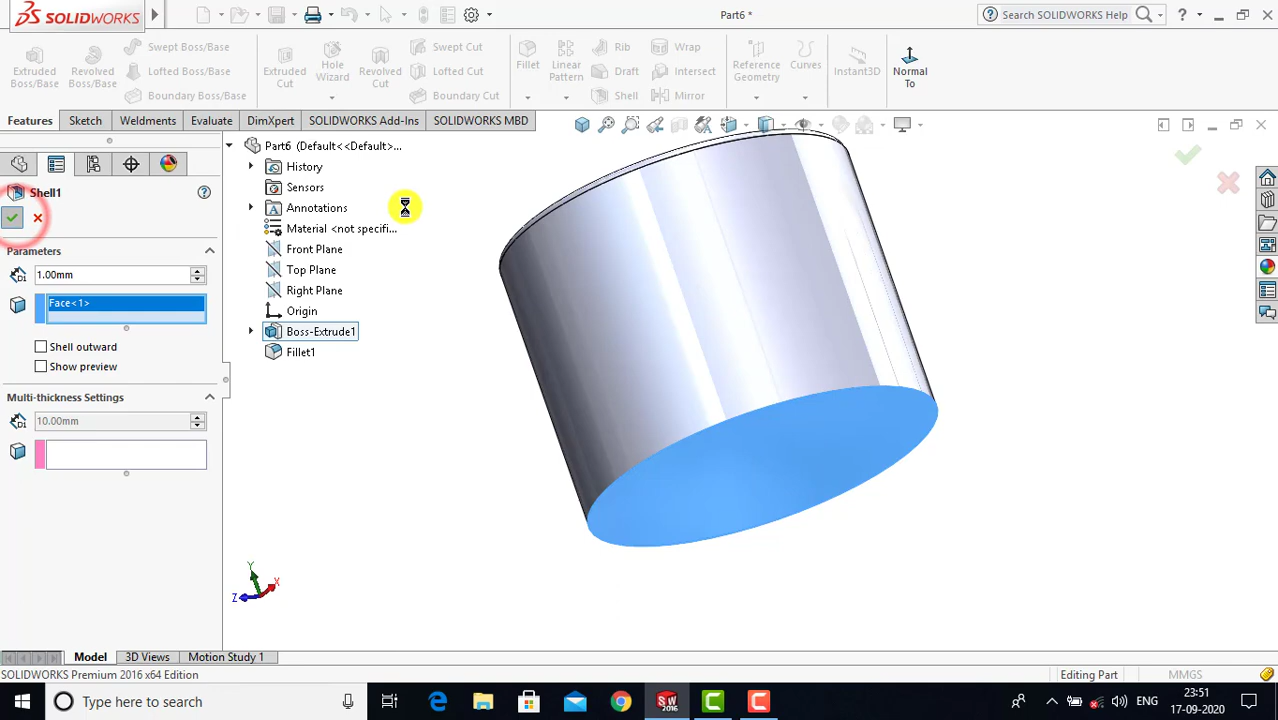 SOLIDWORKS
Part6 *
Search SOLIDWORKS Help
Extruded Boss/Base
Revolved Boss/Base
Swept Boss/Base
Lofted Boss/Base
Boundary Boss/Base
Extruded Cut
Hole Wizard
Revolved Cut
Swept Cut
Lofted Cut
Boundary Cut
Fillet
Linear Pattern
Rib
Draft
Shell
Wrap
Intersect
Mirror
Reference Geometry
Curves
Instant3D
Normal To
Features
Sketch
Weldments
Evaluate
DimXpert
SOLIDWORKS Add-Ins
SOLIDWORKS MBD
Shell1
Parameters
1.00mm
Face<1>
Shell outward
Show preview
Multi-thickness Settings
10.00mm
Part6 (Default<<Default>...
History
Sensors
Annotations
Material <not specifi...
Front Plane
Top Plane
Right Plane
Origin
Boss-Extrude1
Fillet1
Y
X
Z
Model
3D Views
Motion Study 1
SOLIDWORKS Premium 2016 x64 Edition
Editing Part
MMGS
Type here to search
SW
2016
ENG
23:51
17-09-2020